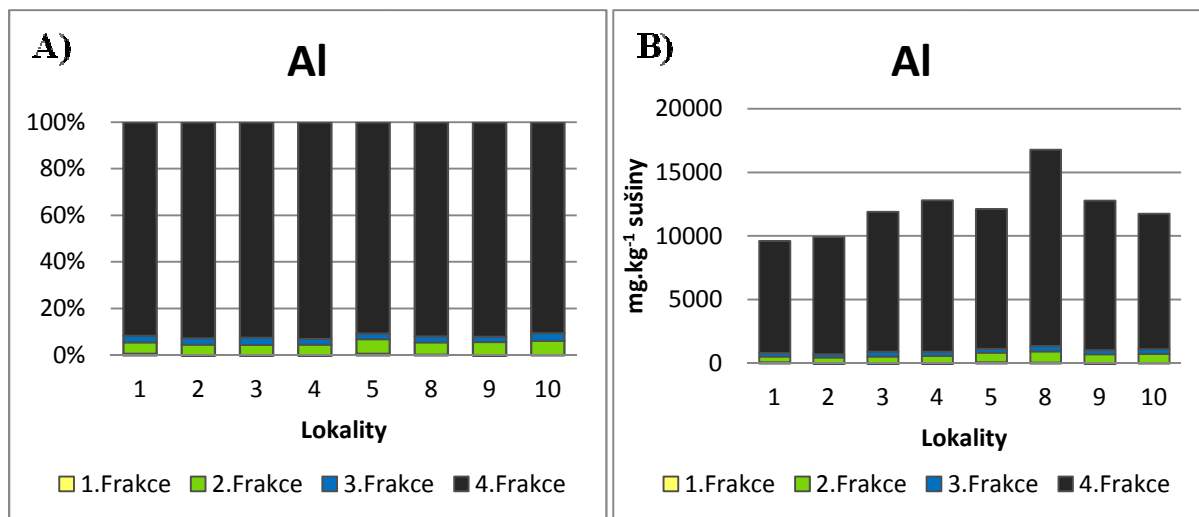 A)
Al
100%
80%
60%
40%
20%
0%
1 2 3 4 5 8 9 10
Lokality
1.Frakce 2.Frakce 3.Frakce 4.Frakce
B)
Al
mg.kg⁻¹ sušiny
20000
15000
10000
5000
0
1 2 3 4 5 8 9 10
Lokality
1.Frakce 2.Frakce 3.Frakce 4.Frakce